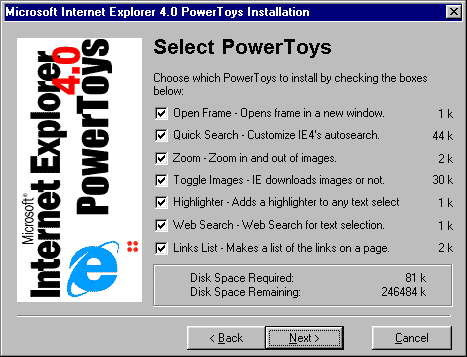 Microsoft Internet Explorer 4.0 PowerToys Installation
Microsoft®
Internet Explorer
4.0
PowerToys
Select PowerToys
Choose which PowerToys to install by checking the boxes
below:
Open Frame - Opens frame in a new window. 1 k
Quick Search - Customize IE4's autosearch. 44 k
Zoom - Zoom in and out of images. 2 k
Toggle Images - IE downloads images or not. 30 k
Highlighter - Adds a highlighter to any text select 1 k
Web Search - Web Search for text selection. 1 k
Links List - Makes a list of the links on a page. 2 k
Disk Space Required: 81 k
Disk Space Remaining: 246484 k
< Back Next > Cancel